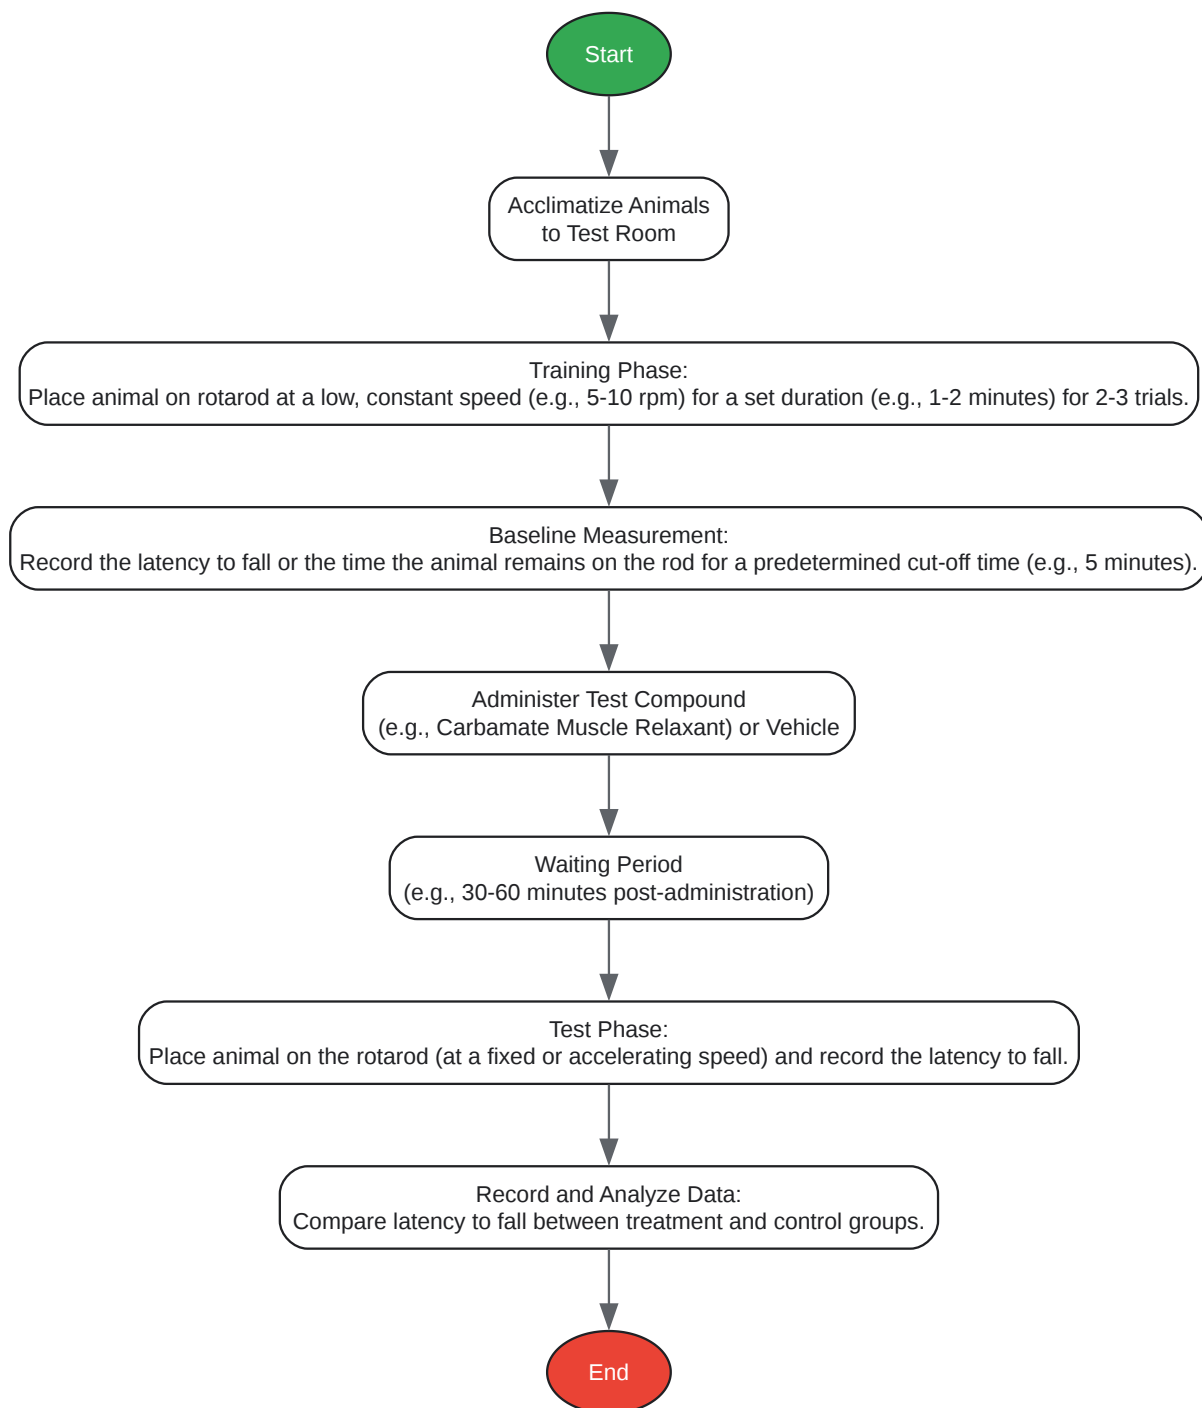 Start
Acclimatize Animals
to Test Room
Training Phase:
Place animal on rotarod at a low, constant speed (e.g., 5-10 rpm) for a set duration (e.g., 1-2 minutes) for 2-3 trials.
Baseline Measurement:
Record the latency to fall or the time the animal remains on the rod for a predetermined cut-off time (e.g., 5 minutes).
Administer Test Compound
(e.g., Carbamate Muscle Relaxant) or Vehicle
Waiting Period
(e.g., 30-60 minutes post-administration)
Test Phase:
Place animal on the rotarod (at a fixed or accelerating speed) and record the latency to fall.
Record and Analyze Data:
Compare latency to fall between treatment and control groups.
End